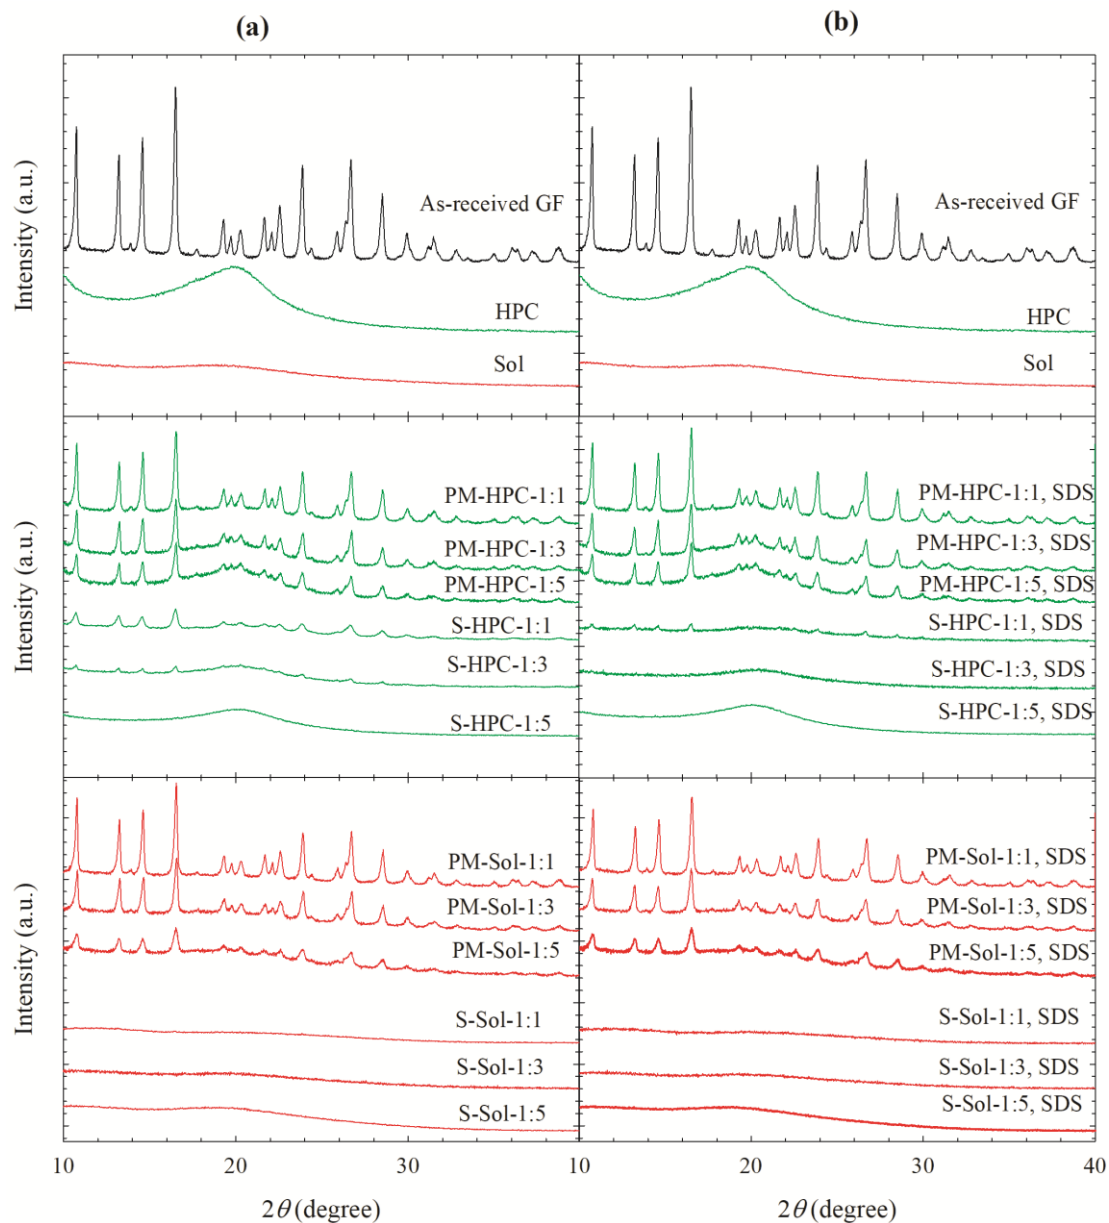 (a)
(b)
Intensity (a.u.)
As-received GF
HPC
Sol
As-received GF
HPC
Sol
Intensity (a.u.)
PM-HPC-1:1
PM-HPC-1:3
PM-HPC-1:5
S-HPC-1:1
S-HPC-1:3
S-HPC-1:5
PM-HPC-1:1, SDS
PM-HPC-1:3, SDS
PM-HPC-1:5, SDS
S-HPC-1:1, SDS
S-HPC-1:3, SDS
S-HPC-1:5, SDS
Intensity (a.u.)
PM-Sol-1:1
PM-Sol-1:3
PM-Sol-1:5
S-Sol-1:1
S-Sol-1:3
S-Sol-1:5
PM-Sol-1:1, SDS
PM-Sol-1:3, SDS
PM-Sol-1:5, SDS
S-Sol-1:1, SDS
S-Sol-1:3, SDS
S-Sol-1:5, SDS
10 20 30 10 20 30 40
2θ (degree)
2θ (degree)